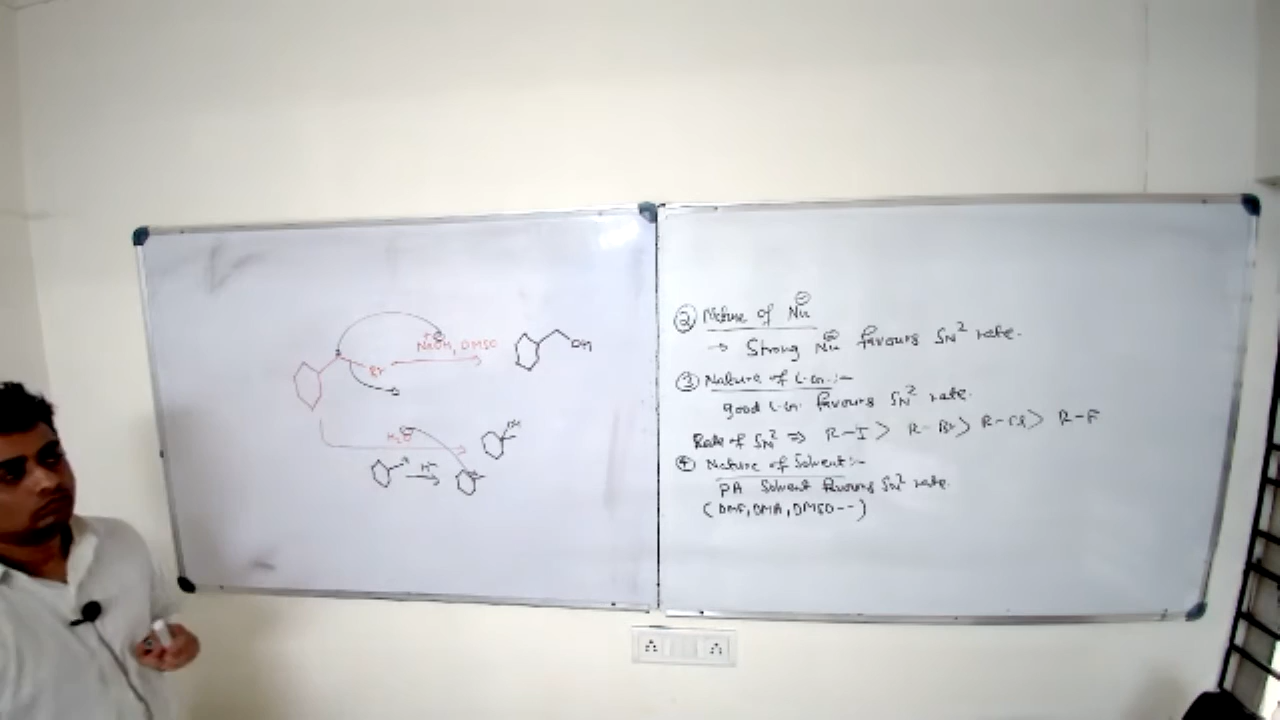 NaOH, DMSO
Br
OH
H2O
OH
H+
② Nature of Nu⊖
→ Strong Nu⊖ favours SN2 rate.
③ Nature of L.G.:-
good L.G. favours SN2 rate.
Rate of SN2 ⇒ R-I > R-Br > R-Cl > R-F
④ Nature of Solvent:-
PA Solvent favours SN2 rate.
(DMF, DMA, DMSO--)